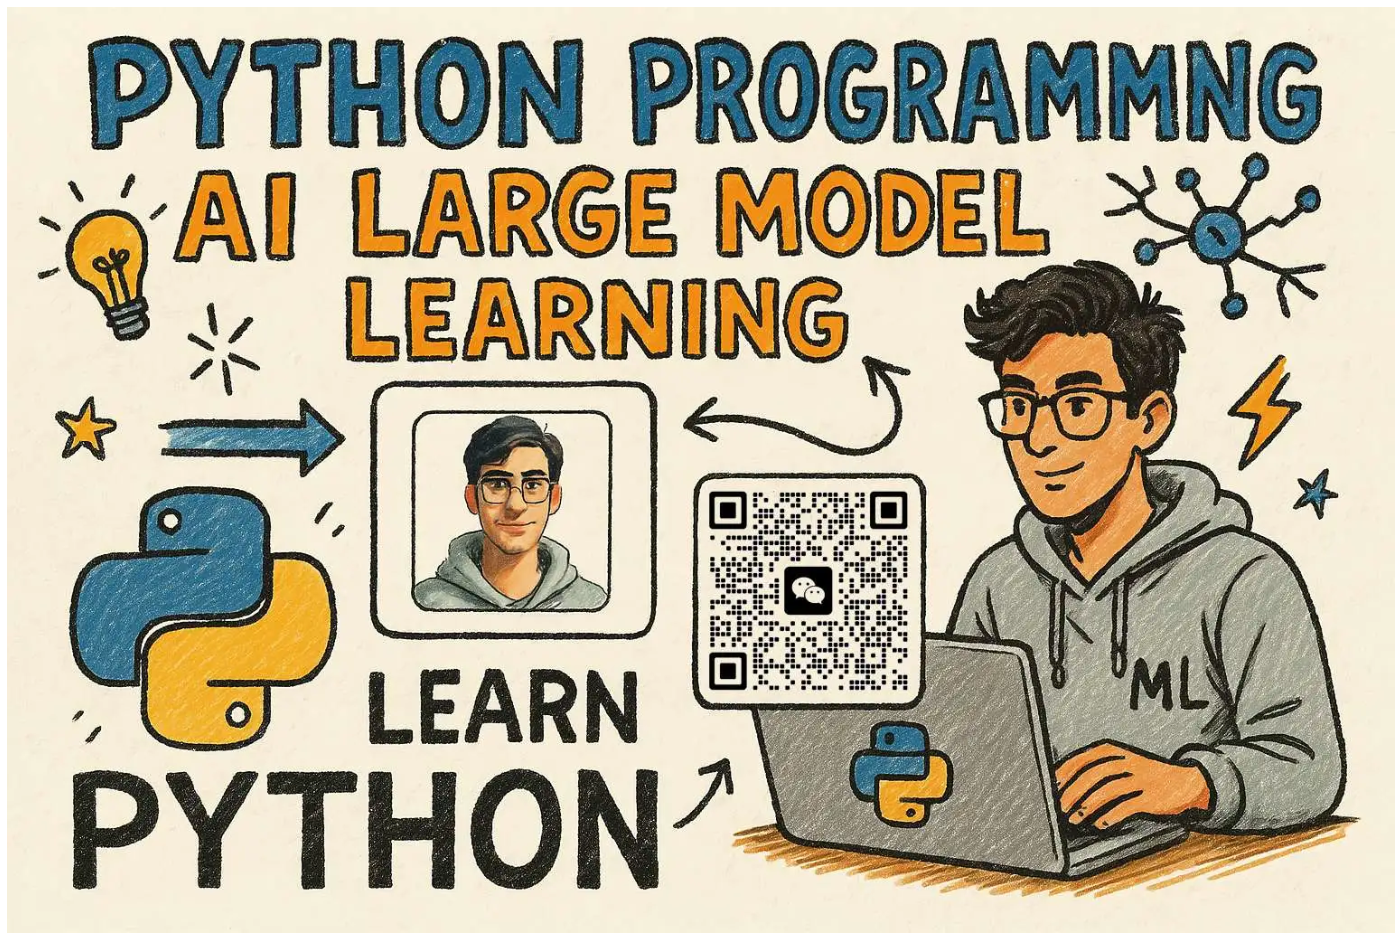 PYTHON PROGRAMMNG
AI LARGE MODEL
LEARNING
LEARN
PYTHON
ML